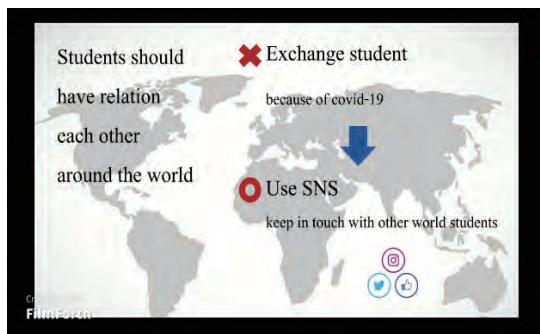 Students should
have relation
each other
around the world
Exchange student
because of covid-19
Use SNS
keep in touch with other world students
FilmForth